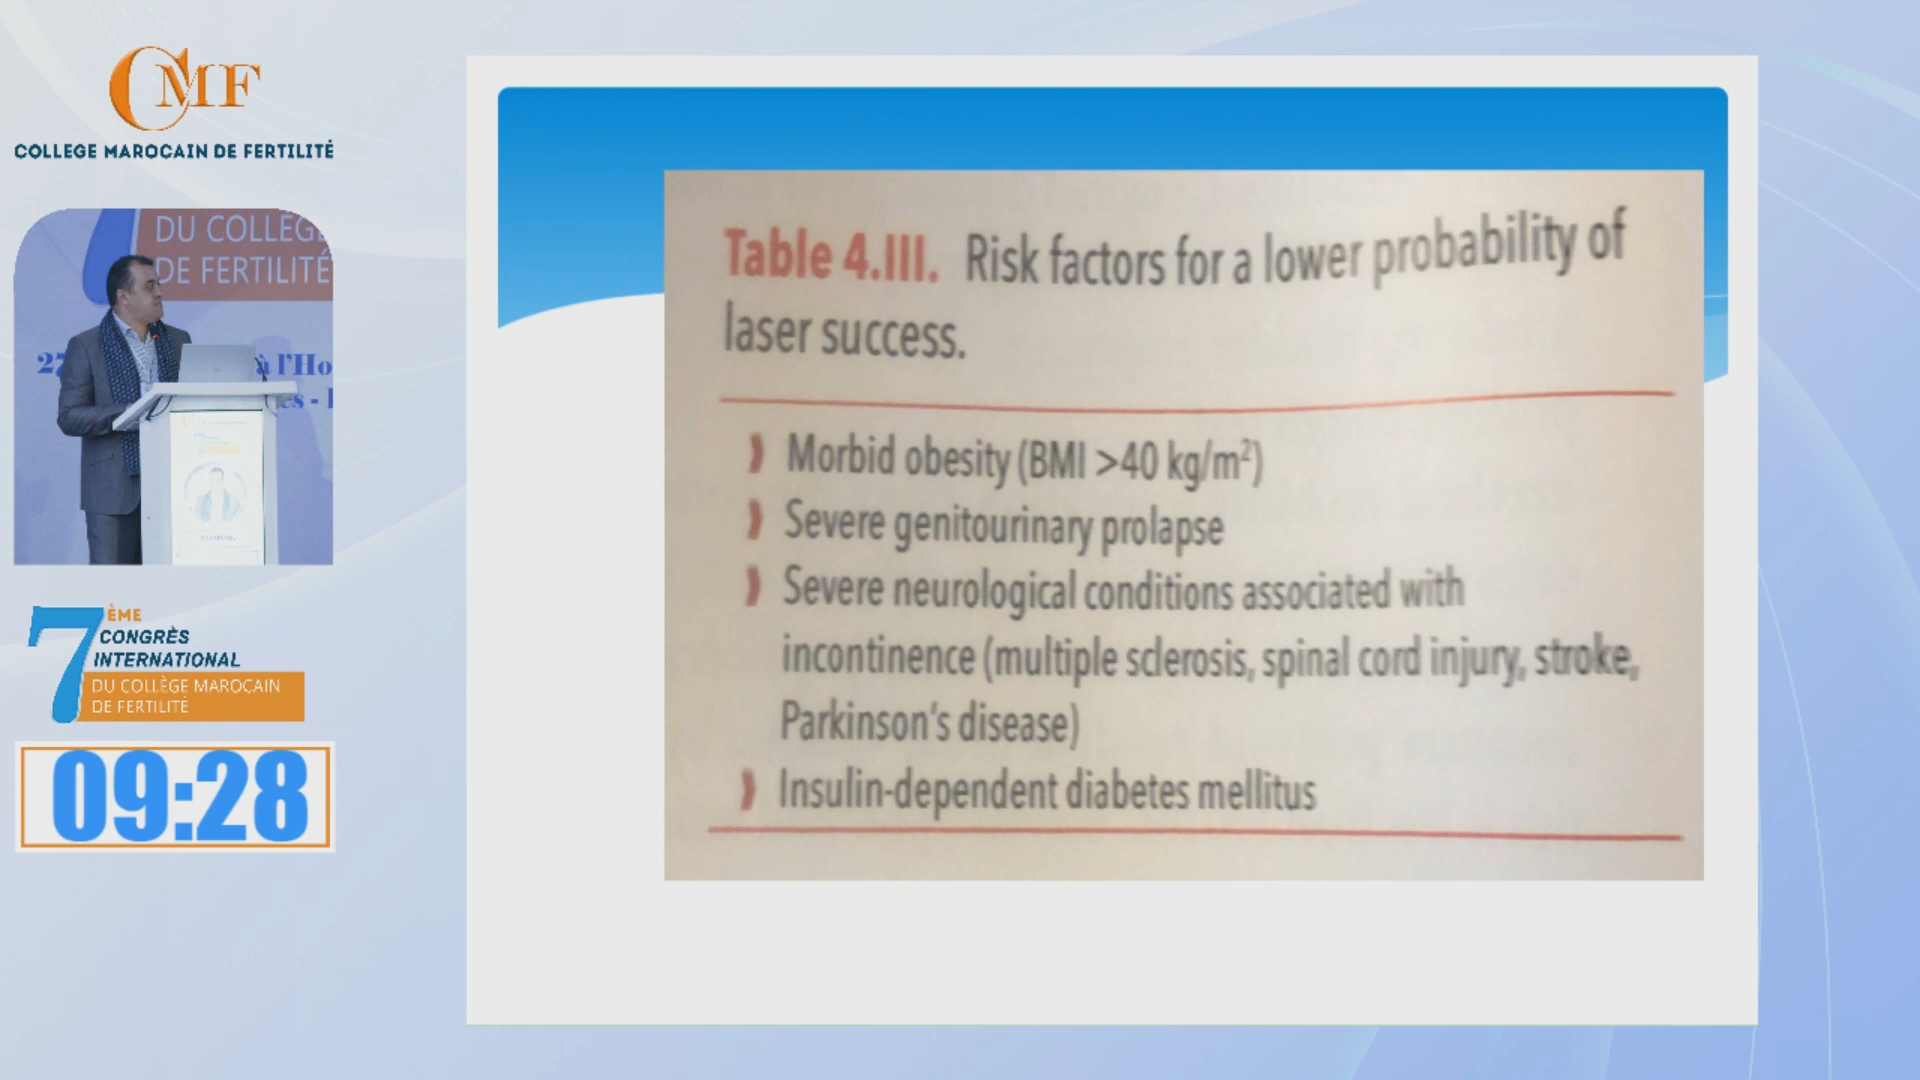 CMF
COLLEGE MAROCAIN DE FERTILITÉ
DU COLLÈG
DE FERTILITÉ
27
à l'Ho
es - 
7ÈME
CONGRÈS
INTERNATIONAL
DU COLLÈGE MAROCAIN
DE FERTILITÉ
09:28
Table 4.III. Risk factors for a lower probability of
laser success.
Morbid obesity (BMI >40 kg/m²)
Severe genitourinary prolapse
Severe neurological conditions associated with
incontinence (multiple sclerosis, spinal cord injury, stroke,
Parkinson's disease)
Insulin-dependent diabetes mellitus